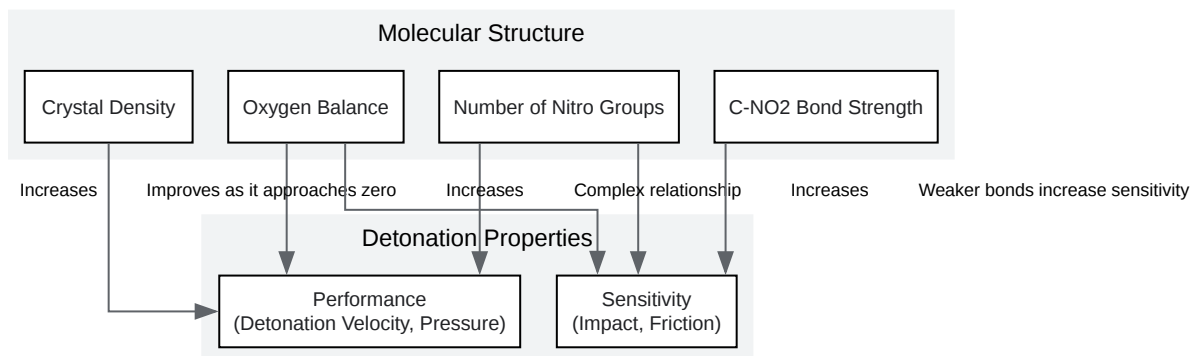 Molecular Structure
Crystal Density
Oxygen Balance
Number of Nitro Groups
C-NO2 Bond Strength
Increases
Improves as it approaches zero
Increases
Complex relationship
Increases
Weaker bonds increase sensitivity
Detonation Properties
Performance
(Detonation Velocity, Pressure)
Sensitivity
(Impact, Friction)